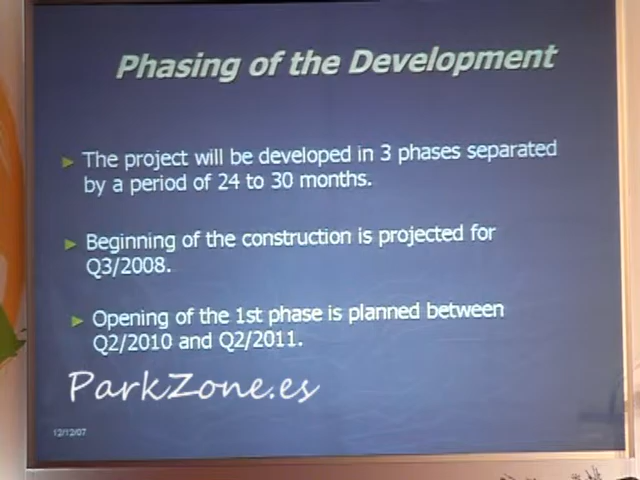 Phasing of the Development
► The project will be developed in 3 phases separated
by a period of 24 to 30 months.
► Beginning of the construction is projected for
Q3/2008.
► Opening of the 1st phase is planned between
Q2/2010 and Q2/2011.
ParkZone.es
12/12/07